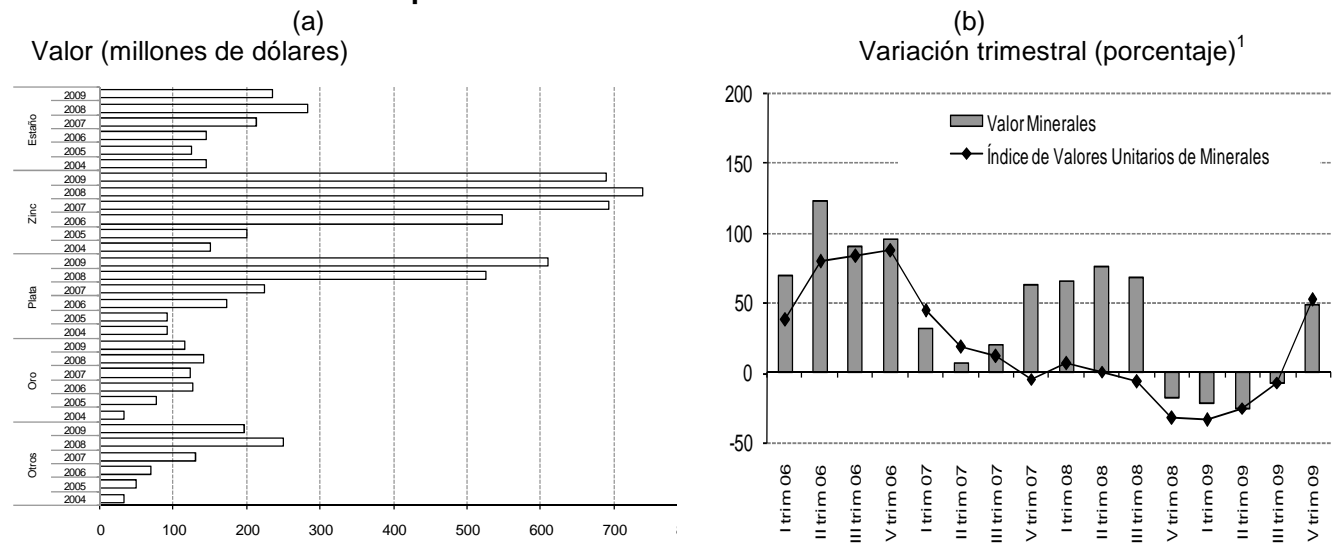 (a)
Valor (millones de dólares)
Estaño
2009
2008
2007
2006
2005
2004
Zinc
2009
2008
2007
2006
2005
2004
Plata
2009
2008
2007
2006
2005
2004
Oro
2009
2008
2007
2006
2005
2004
Otros
2009
2008
2007
2006
2005
2004
0 100 200 300 400 500 600 700
(b)
Variación trimestral (porcentaje)¹
200
150
100
50
0
-50
Valor Minerales
Índice de Valores Unitarios de Minerales
I trim 06
II trim 06
III trim 06
V trim 06
I trim 07
II trim 07
III trim 07
V trim 07
I trim 08
II trim 08
III trim 08
V trim 08
I trim 09
II trim 09
III trim 09
V trim 09